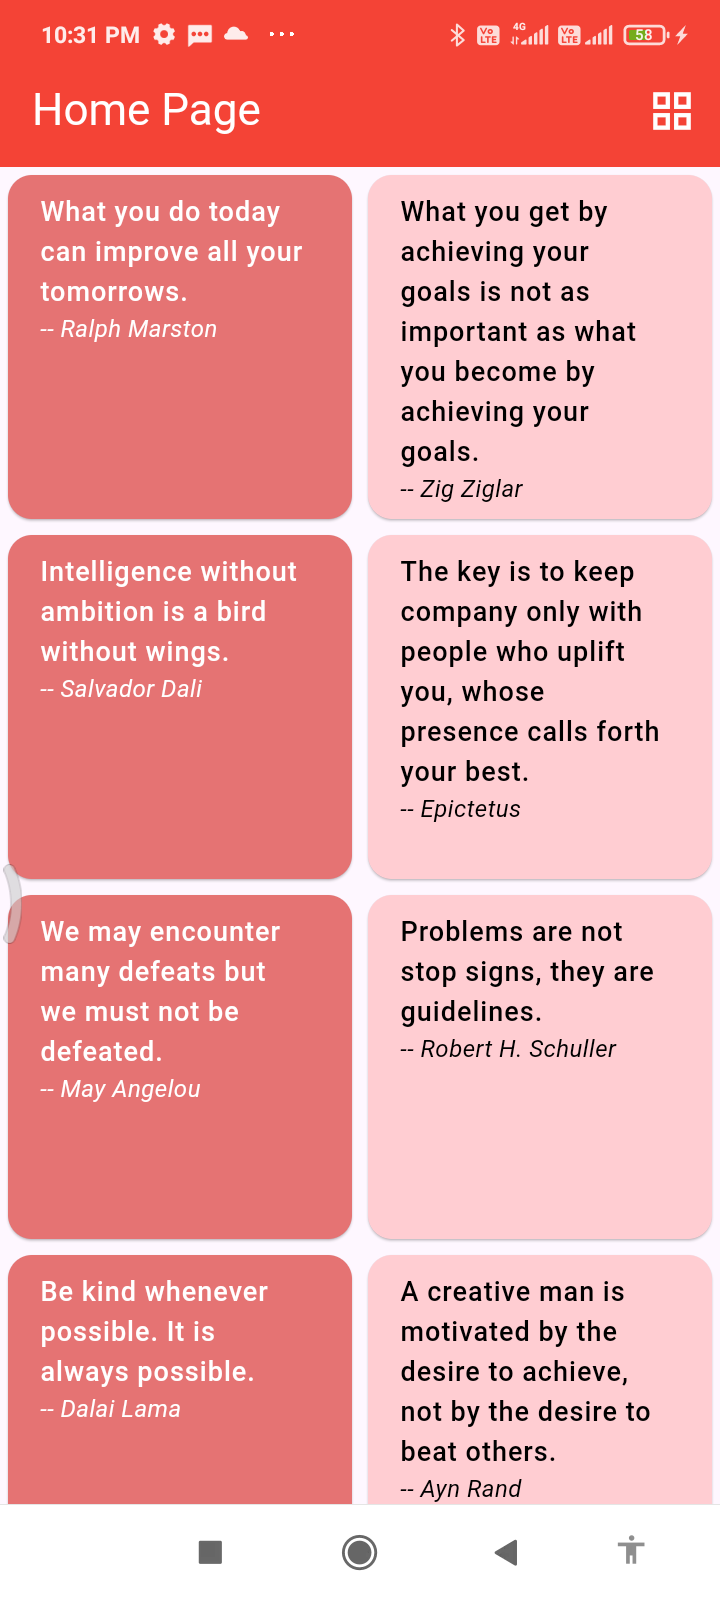 10:31 PM
Vo LTE
4G
Vo LTE
58
Home Page
What you do today
can improve all your
tomorrows.
-- Ralph Marston
What you get by
achieving your
goals is not as
important as what
you become by
achieving your
goals.
-- Zig Ziglar
Intelligence without
ambition is a bird
without wings.
-- Salvador Dali
The key is to keep
company only with
people who uplift
you, whose
presence calls forth
your best.
-- Epictetus
We may encounter
many defeats but
we must not be
defeated.
-- May Angelou
Problems are not
stop signs, they are
guidelines.
-- Robert H. Schuller
Be kind whenever
possible. It is
always possible.
-- Dalai Lama
A creative man is
motivated by the
desire to achieve,
not by the desire to
beat others.
-- Ayn Rand